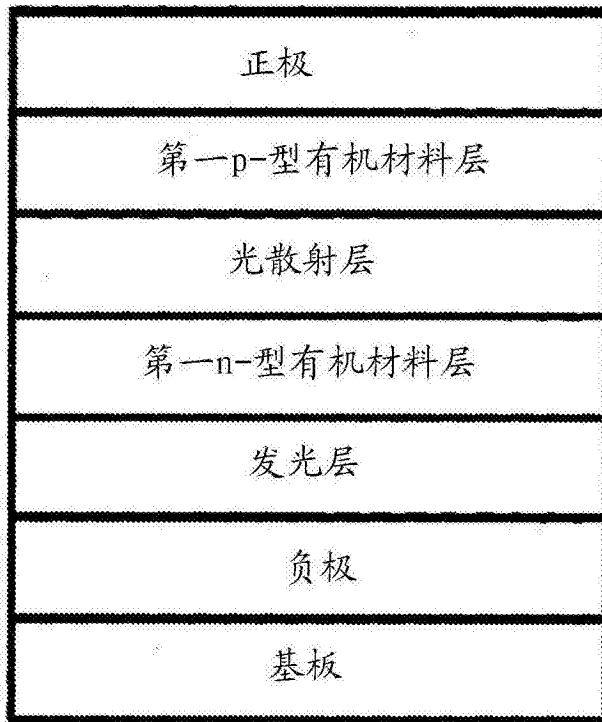 正极
第一p-型有机材料层
光散射层
第一n-型有机材料层
发光层
负极
基板